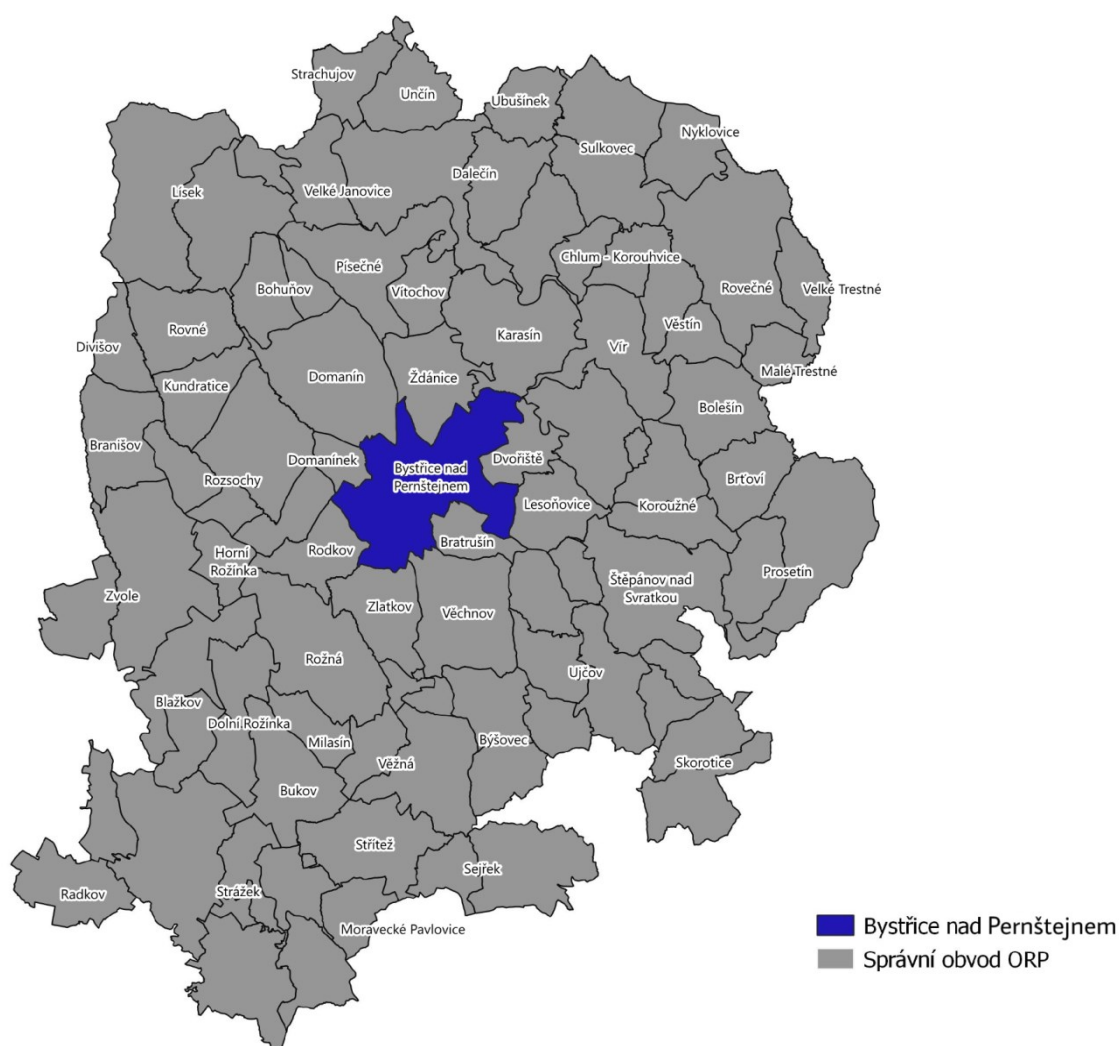 Strachujov
Unčín
Ubušínek
Nyklovice
Sulkovec
Dalečín
Lísek
Velké Janovice
Chlum - Korouhvice
Písečné
Bohuňov
Vítochov
Rovečné
Velké Trestné
Rovné
Karasín
Věstín
Vír
Divišov
Malé Trestné
Domanín
Ždánice
Kundratice
Bolešín
Branišov
Domanínek
Dvořiště
Bystřice nad
Pernštejnem
Rozsochy
Brťoví
Lesoňovice
Koroužné
Bratrušín
Rodkov
Horní
Rožínka
Prosetín
Štěpánov nad
Svratkou
Zvole
Zlatkov
Věchnov
Rožná
Ujčov
Blažkov
Dolní Rožínka
Milasín
Býšovec
Věžná
Skorotice
Bukov
Střítež
Sejřek
Radkov
Strážek
Moravecké Pavlovice
Bystřice nad Pernštejnem
Správní obvod ORP